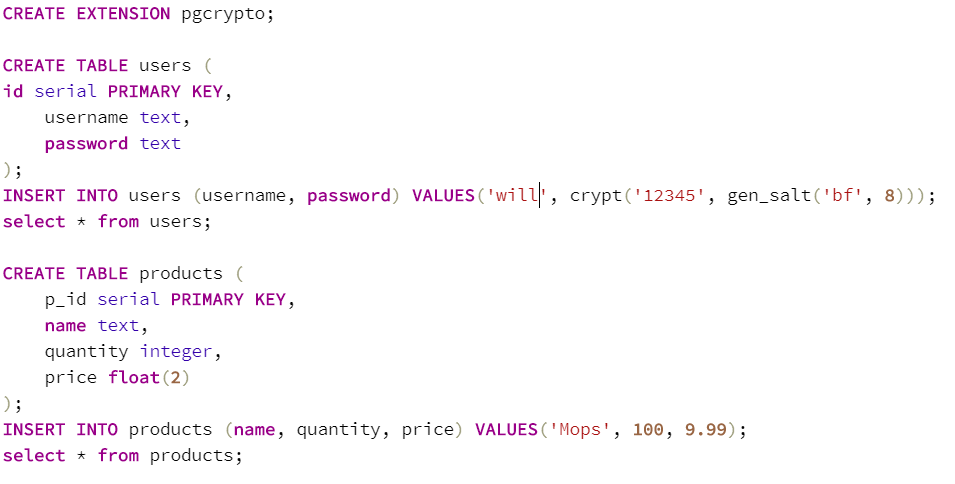 CREATE EXTENSION pgcrypto;
CREATE TABLE users (
id serial PRIMARY KEY,
username text,
password text
);
INSERT INTO users (username, password) VALUES('will', crypt('12345', gen_salt('bf', 8)));
select * from users;
CREATE TABLE products (
p_id serial PRIMARY KEY,
name text,
quantity integer,
price float(2)
);
INSERT INTO products (name, quantity, price) VALUES('Mops', 100, 9.99);
select * from products;